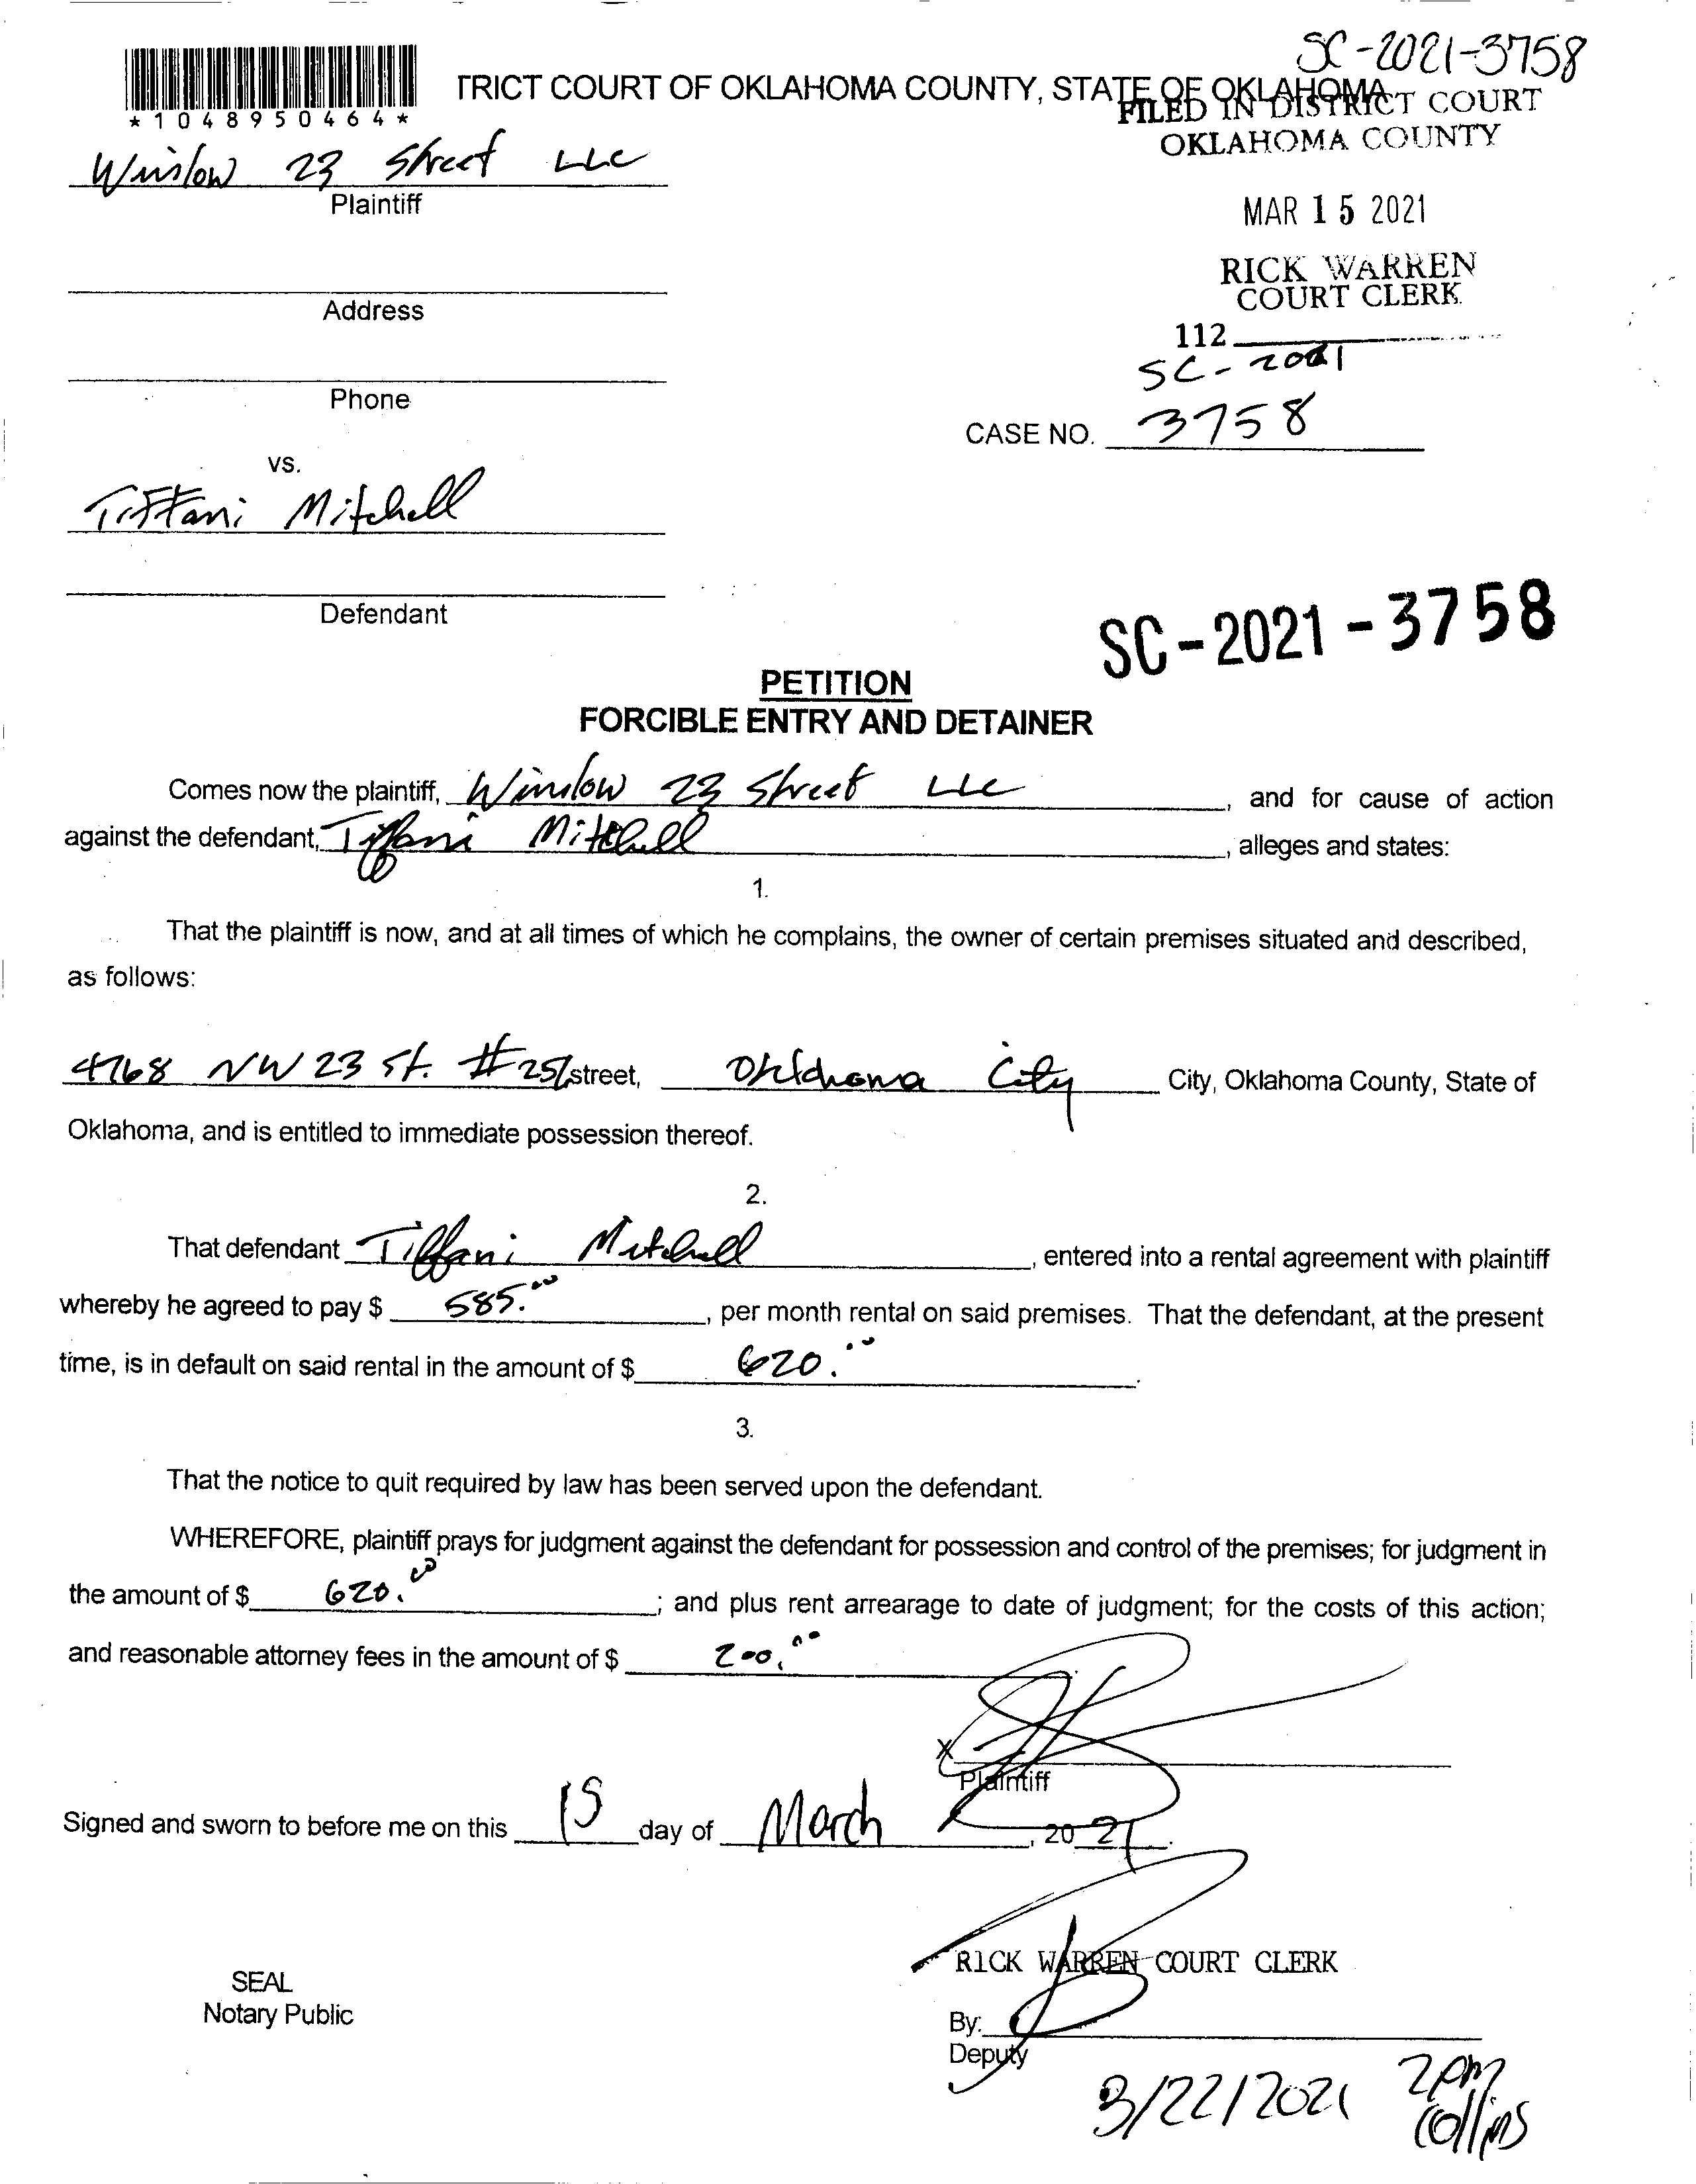 SC-2021-3758
TRICT COURT OF OKLAHOMA COUNTY, STATE OF OKLAHOMA
*1048950464*
FILED IN DISTRICT COURT
OKLAHOMA COUNTY
Winslow 23 Street LLC
Plaintiff
MAR 15 2021
Address
RICK WARREN
COURT CLERK
112
SC-2021
Phone
CASE NO. 3758
vs.
Tiffani Mitchell
Defendant
SC-2021-3758
PETITION
FORCIBLE ENTRY AND DETAINER
Comes now the plaintiff, Winslow 23 Street LLC, and for cause of action
against the defendant, Tiffani Mitchell, alleges and states:
1.
That the plaintiff is now, and at all times of which he complains, the owner of certain premises situated and described,
as follows:
4768 NW 23 St. # street, Oklahoma City City, Oklahoma County, State of
Oklahoma, and is entitled to immediate possession thereof.
2.
That defendant Tiffani Mitchell, entered into a rental agreement with plaintiff
whereby he agreed to pay $ 585.00, per month rental on said premises. That the defendant, at the present
time, is in default on said rental in the amount of $ 620.00.
3.
That the notice to quit required by law has been served upon the defendant.
WHEREFORE, plaintiff prays for judgment against the defendant for possession and control of the premises; for judgment in
the amount of $ 620.00; and plus rent arrearage to date of judgment; for the costs of this action;
and reasonable attorney fees in the amount of $ 200.00
X
Plaintiff
Signed and sworn to before me on this 15 day of March, 20 21.
RICK WARREN COURT CLERK
SEAL
Notary Public
By:
Deputy
3/22/2021 2pm
Collins